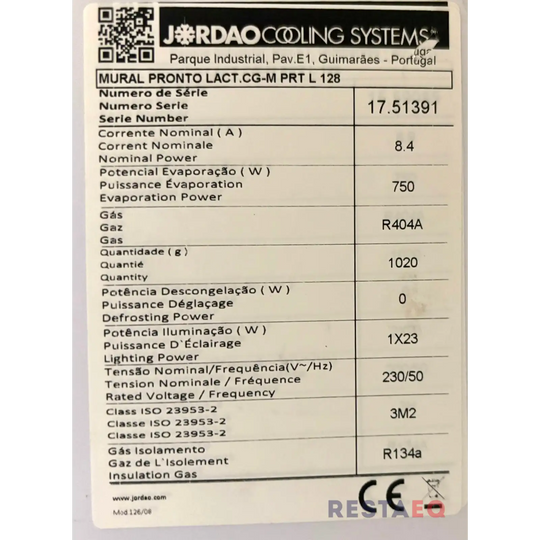 JORDAO COOLING SYSTEMS
Parque Industrial, Pav.E1, Guimarães - Portugal
MURAL PRONTO LACT.CG-M PRT L 128
Numero de Série
Numero Serie
Serie Number
17.51391
Corrente Nominal ( A )
Corrent Nominale
Nominal Power
8.4
Potencial Evaporação ( W )
Puissance Évaporation
Evaporation Power
750
Gás
Gaz
Gas
R404A
Quantidade ( g )
Quantié
Quantity
1020
Potência Descongelação ( W )
Puissance Déglaçage
Defrosting Power
0
Potência Iluminação ( W )
Puissance D`Éclairage
Lighting Power
1X23
Tensão Nominal/Frequência(V~/Hz)
Tension Nominale / Fréquence
Rated Voltage / Frequency
230/50
Class ISO 23953-2
Classe ISO 23953-2
Classe ISO 23953-2
3M2
Gás Isolamento
Gaz de L`Isolement
Insulation Gas
R134a
www.jordao.com
Mod 126/08
CE
RESTAEQ